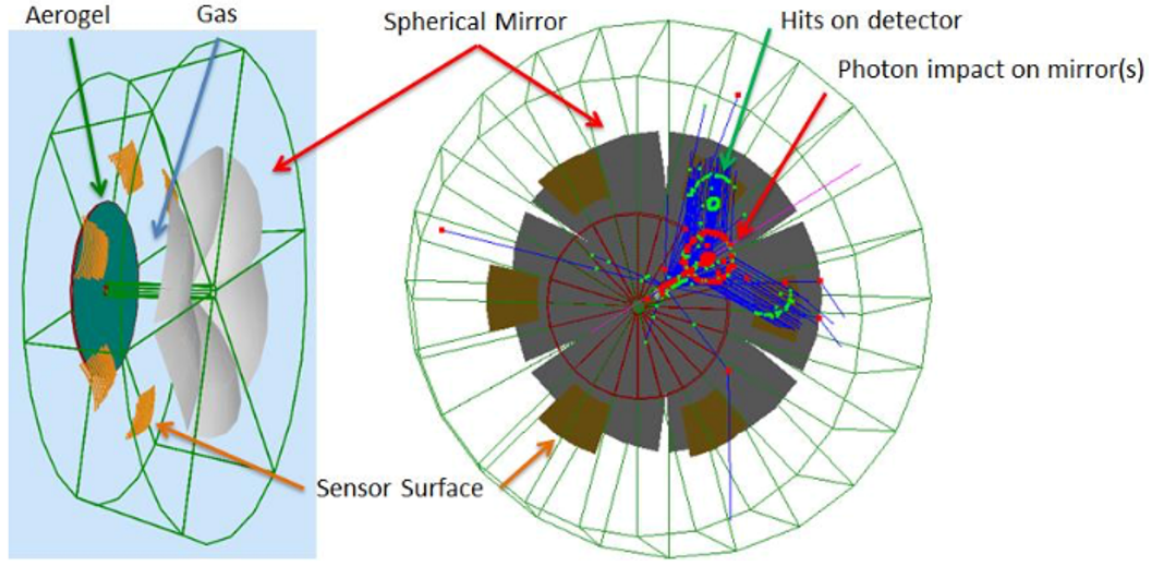 Aerogel
Gas
Spherical Mirror
Hits on detector
Photon impact on mirror(s)
Sensor Surface